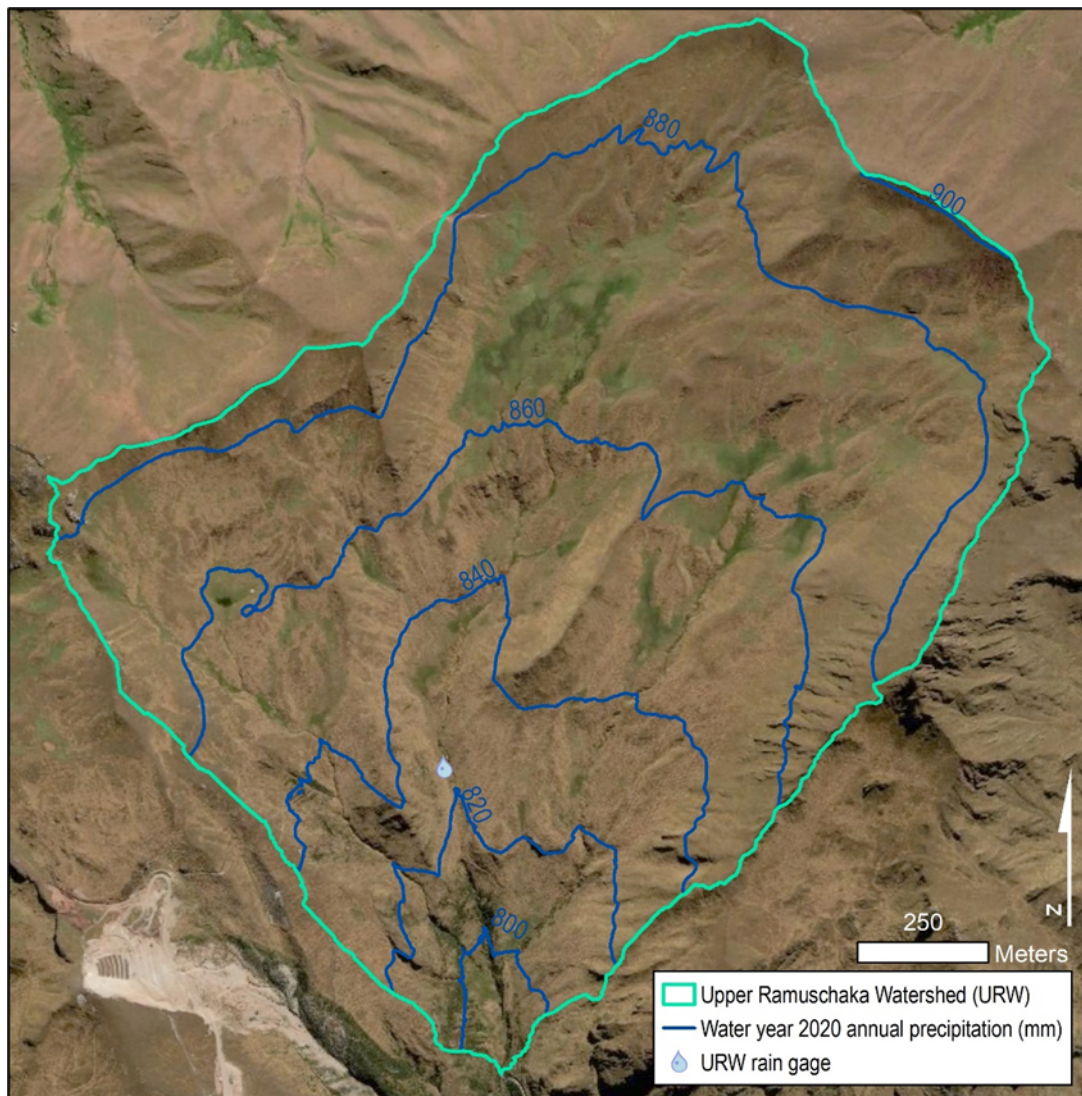 880
900
860
840
820
800
N
250
Meters
Upper Ramuschaka Watershed (URW)
Water year 2020 annual precipitation (mm)
URW rain gage